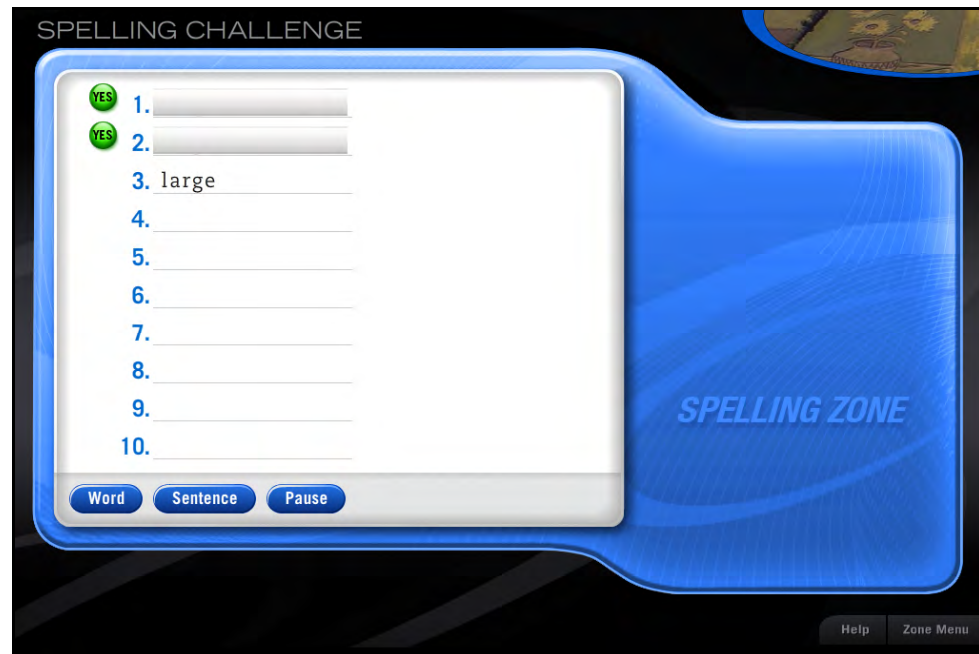 SPELLING CHALLENGE
YES 1.
YES 2.
3. large
4.
5.
6.
7.
8.
9.
10.
SPELLING ZONE
Word Sentence Pause
Help Zone Menu